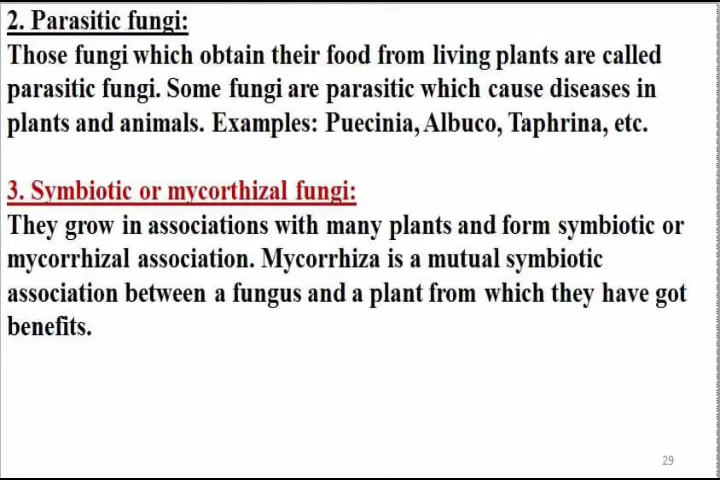 2. Parasitic fungi:
Those fungi which obtain their food from living plants are called
parasitic fungi. Some fungi are parasitic which cause diseases in
plants and animals. Examples: Puecinia, Albuco, Taphrina, etc.
3. Symbiotic or mycorthizal fungi:
They grow in associations with many plants and form symbiotic or
mycorrhizal association. Mycorrhiza is a mutual symbiotic
association between a fungus and a plant from which they have got
benefits.
29